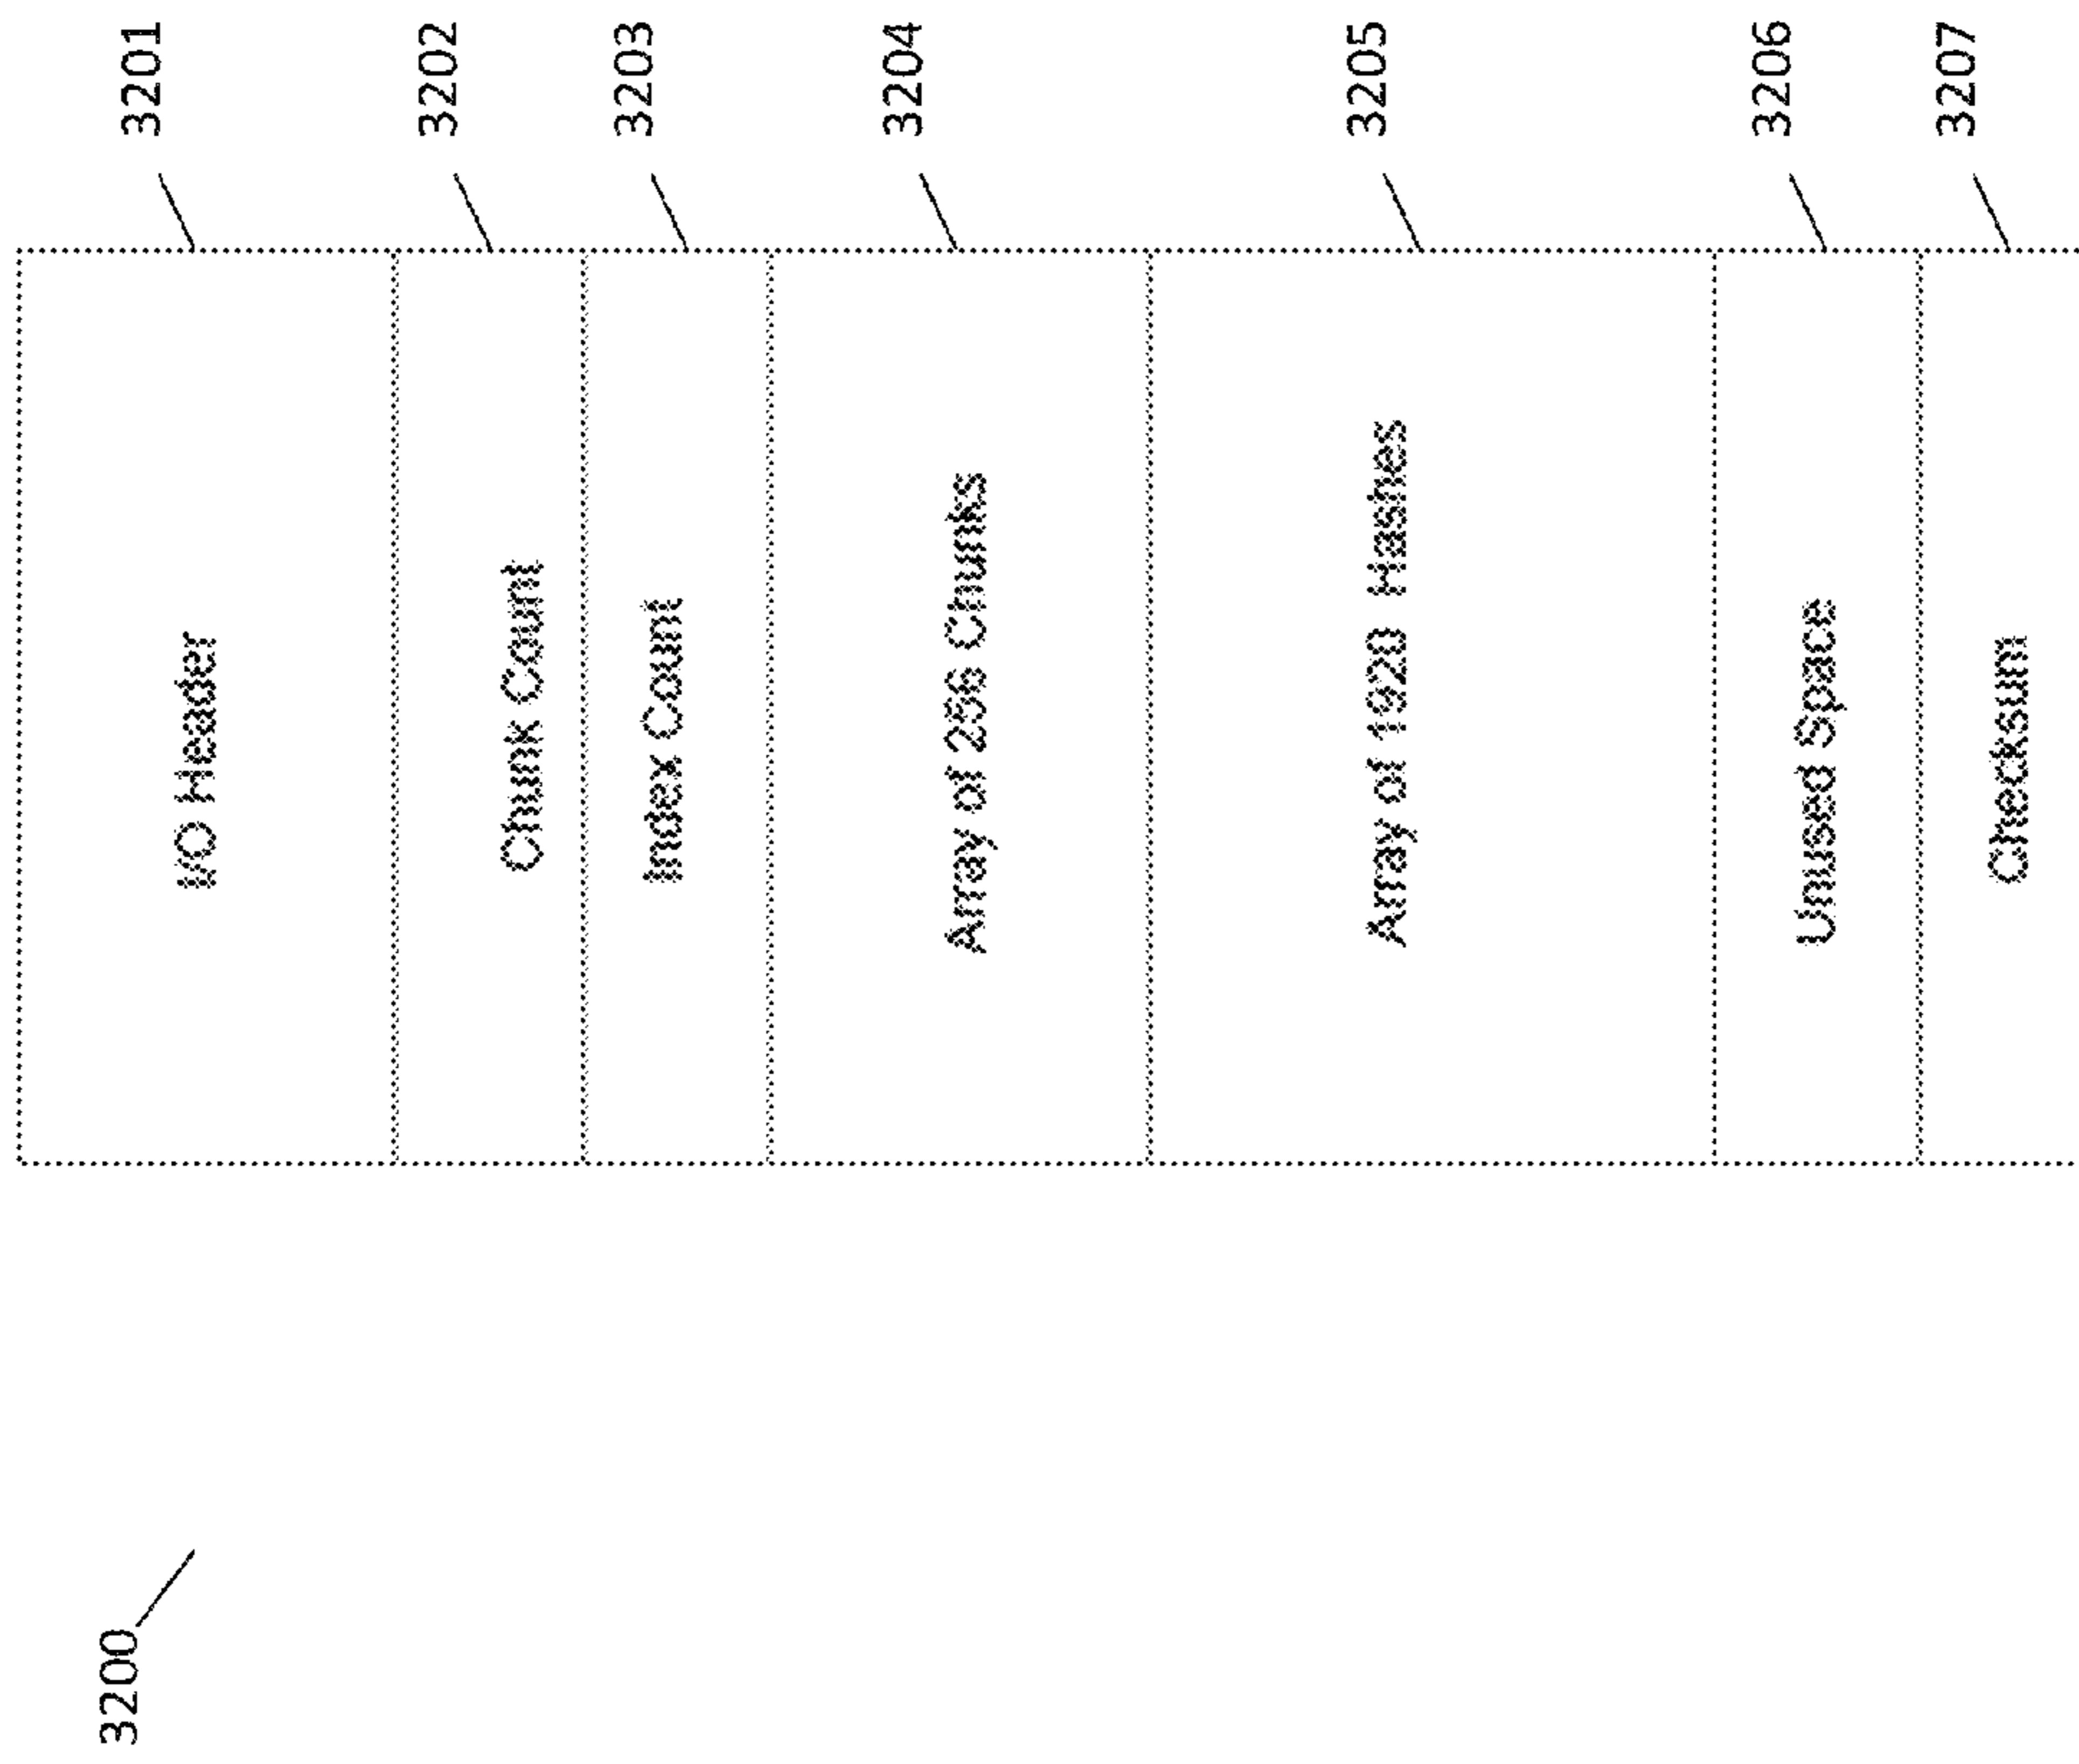 3200
I/O Header
3201
Chunk Count
3202
Index Count
3203
Array of 256 Chunks
3204
Array of 1920 Hashes
3205
Unused Space
3206
Checksum
3207